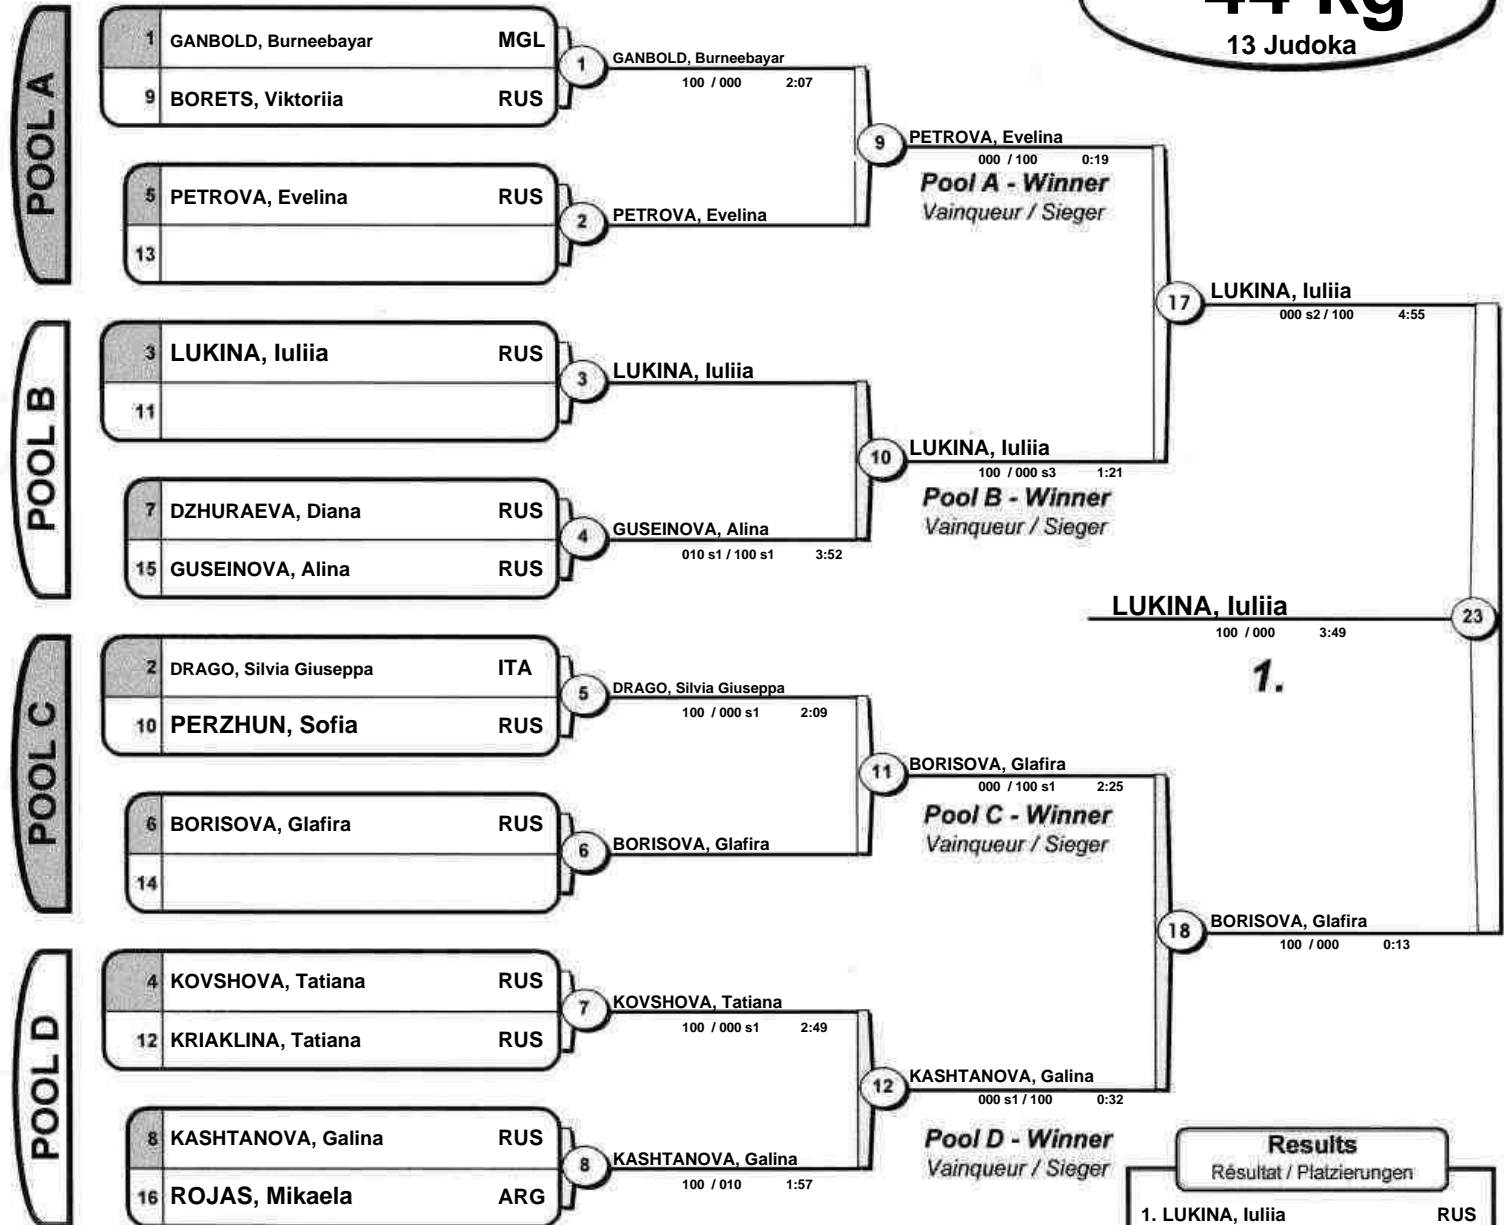 44 kg
13 Judoka
POOL A
1 GANBOLD, Burneebayar MGL
9 BORETS, Viktoriia RUS
1
GANBOLD, Burneebayar
100 / 000 2:07
5 PETROVA, Evelina RUS
13
2
PETROVA, Evelina
9
PETROVA, Evelina
000 / 100 0:19
Pool A - Winner
Vainqueur / Sieger
POOL B
3 LUKINA, Iuliia RUS
11
3
LUKINA, Iuliia
7 DZHURAEVA, Diana RUS
15 GUSEINOVA, Alina RUS
4
GUSEINOVA, Alina
010 s1 / 100 s1 3:52
10
LUKINA, Iuliia
100 / 000 s3 1:21
Pool B - Winner
Vainqueur / Sieger
17
LUKINA, Iuliia
000 s2 / 100 4:55
LUKINA, Iuliia
100 / 000 3:49
23
1.
POOL C
2 DRAGO, Silvia Giuseppa ITA
10 PERZHUN, Sofia RUS
5
DRAGO, Silvia Giuseppa
100 / 000 s1 2:09
6 BORISOVA, Glafira RUS
14
6
BORISOVA, Glafira
11
BORISOVA, Glafira
000 / 100 s1 2:25
Pool C - Winner
Vainqueur / Sieger
18
BORISOVA, Glafira
100 / 000 0:13
POOL D
4 KOVSHOVA, Tatiana RUS
12 KRIAKLINA, Tatiana RUS
7
KOVSHOVA, Tatiana
100 / 000 s1 2:49
8 KASHTANOVA, Galina RUS
16 ROJAS, Mikaela ARG
8
KASHTANOVA, Galina
100 / 010 1:57
12
KASHTANOVA, Galina
000 s1 / 100 0:32
Pool D - Winner
Vainqueur / Sieger
Results
Résultat / Platzierungen
1. LUKINA, Iuliia RUS